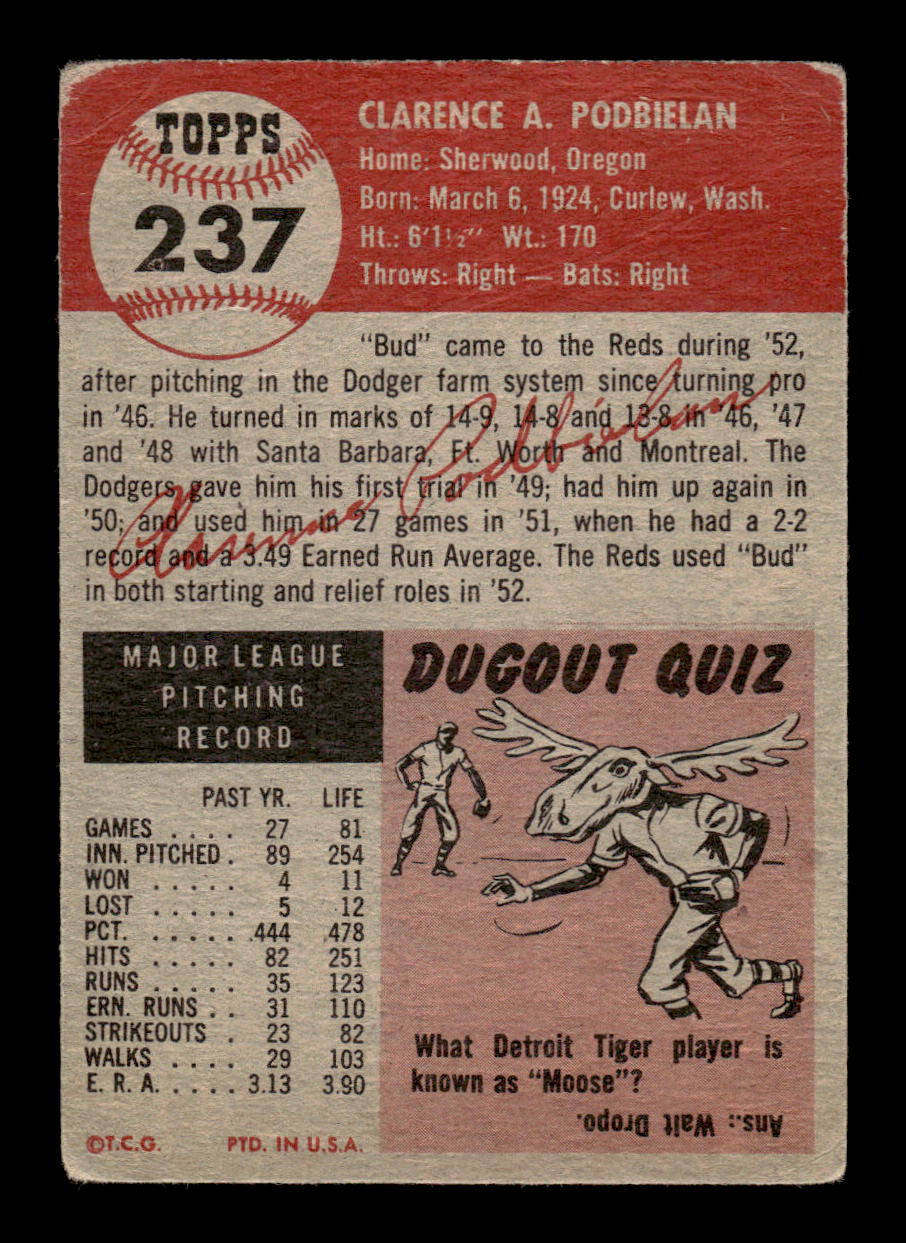 TOPPS
237
CLARENCE A. PODBIELAN
Home: Sherwood, Oregon
Born: March 6, 1924, Curlew, Wash.
Ht.: 6'1½" Wt.: 170
Throws: Right — Bats: Right
"Bud" came to the Reds during '52,
after pitching in the Dodger farm system since turning pro
in '46. He turned in marks of 14-9, 14-8 and 13-8 in '46, '47
and '48 with Santa Barbara, Ft. Worth and Montreal. The
Dodgers gave him his first trial in '49; had him up again in
'50; and used him in 27 games in '51, when he had a 2-2
record and a 3.49 Earned Run Average. The Reds used "Bud"
in both starting and relief roles in '52.
Clarence Podbielan
MAJOR LEAGUE
PITCHING
RECORD
PAST YR. LIFE
GAMES . . . . 27 81
INN. PITCHED . 89 254
WON . . . . . 4 11
LOST . . . . . 5 12
PCT. . . . . . .444 .478
HITS . . . . . 82 251
RUNS . . . . . 35 123
ERN. RUNS . . 31 110
STRIKEOUTS . 23 82
WALKS . . . . 29 103
E. R. A. . . . . 3.13 3.90
©T.C.G. PTD. IN U.S.A.
DUGOUT QUIZ
What Detroit Tiger player is
known as "Moose"?
Ans.: Walt Dropo.